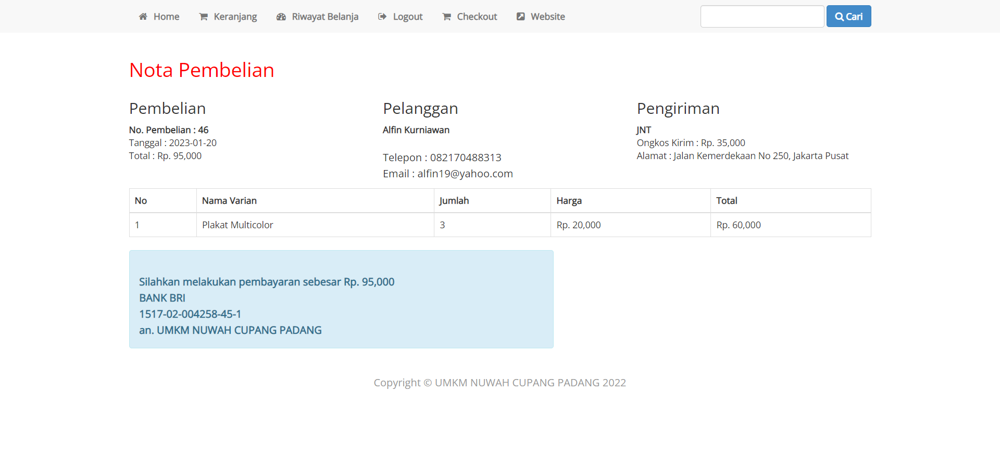 Home Keranjang Riwayat Belanja Logout Checkout Website Cari
Nota Pembelian
Pembelian
No. Pembelian : 46
Tanggal : 2023-01-20
Total : Rp. 95,000
Pelanggan
Alfin Kurniawan
Telepon : 082170488313
Email : alfin19@yahoo.com
Pengiriman
JNT
Ongkos Kirim : Rp. 35,000
Alamat : Jalan Kemerdekaan No 250, Jakarta Pusat
No Nama Varian Jumlah Harga Total
1 Plakat Multicolor 3 Rp. 20,000 Rp. 60,000
Silahkan melakukan pembayaran sebesar Rp. 95,000
BANK BRI
1517-02-004258-45-1
an. UMKM NUWAH CUPANG PADANG
Copyright © UMKM NUWAH CUPANG PADANG 2022